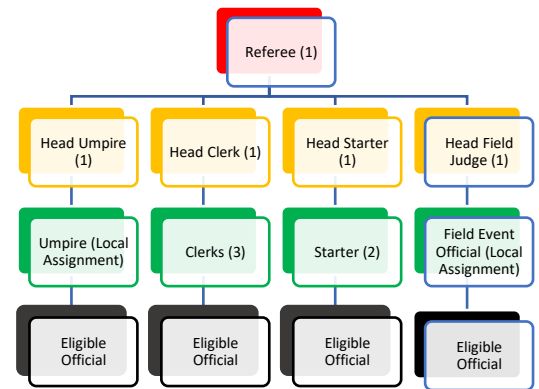 Referee (1)
Head Umpire
(1)
Head Clerk (1)
Head Starter
(1)
Head Field
Judge (1)
Umpire (Local
Assignment)
Clerks (3)
Starter (2)
Field Event
Official (Local
Assignment)
Eligible
Official
Eligible
Official
Eligible
Official
Eligible
Official